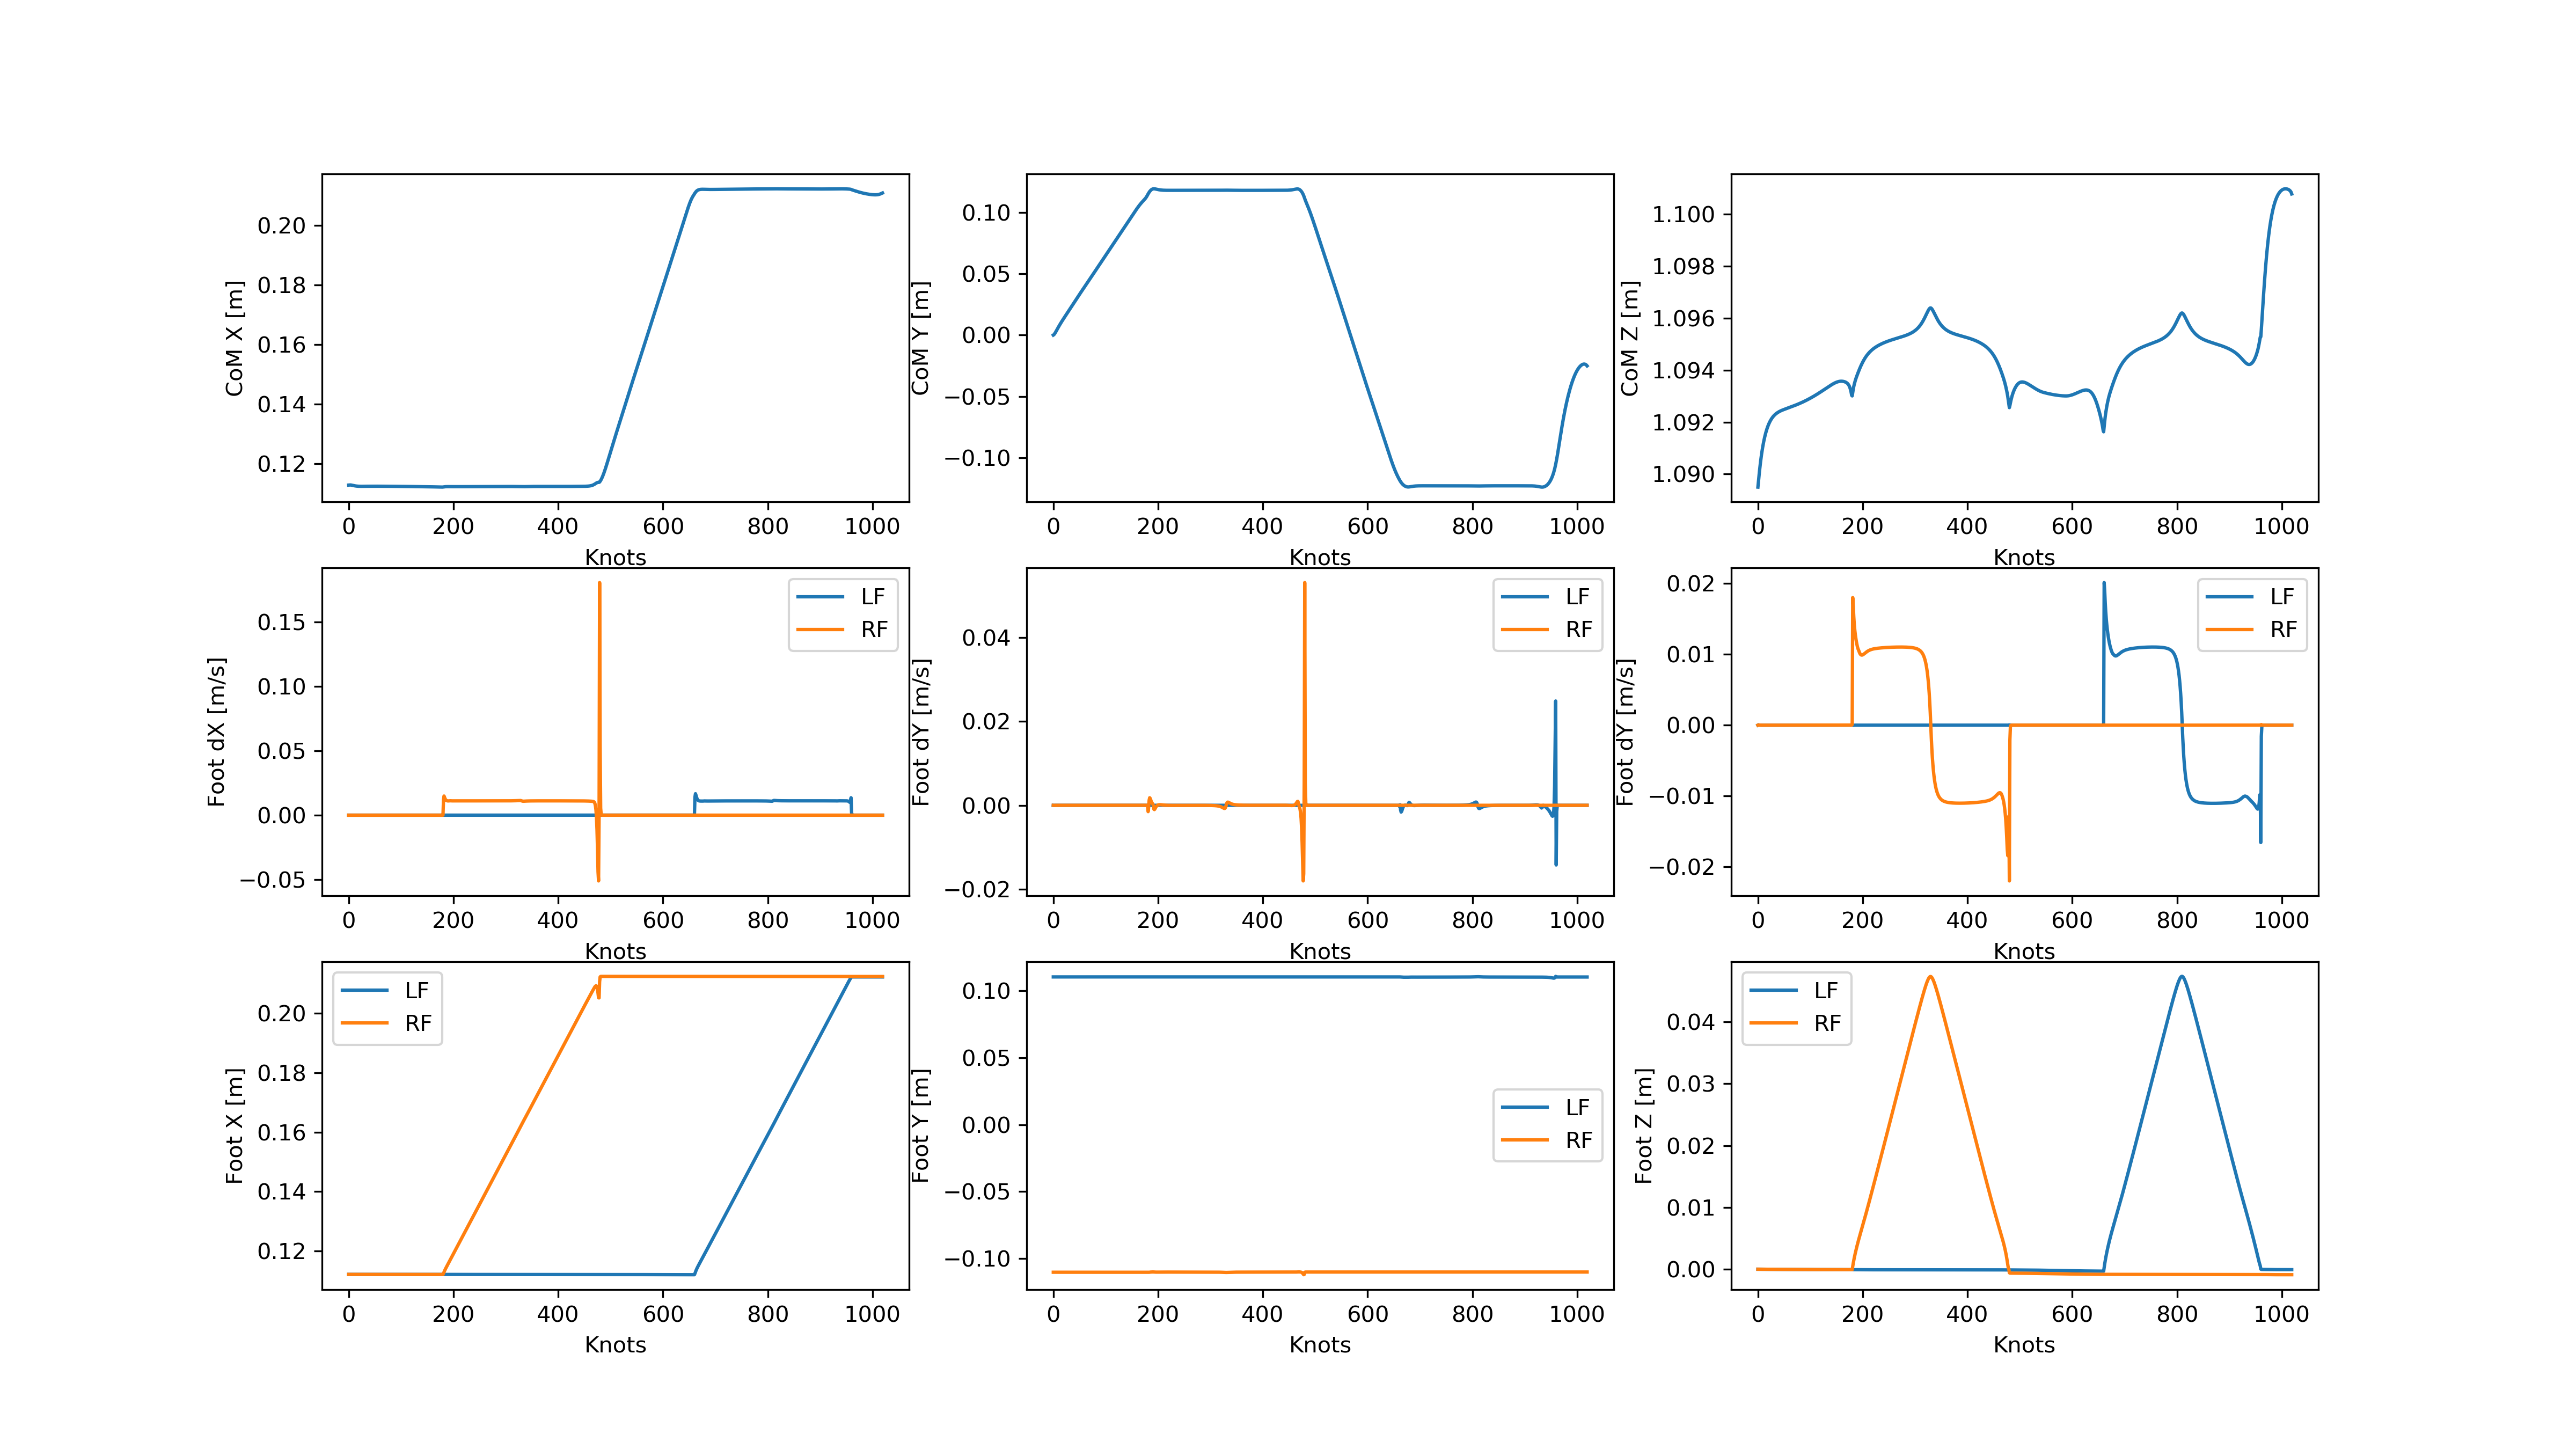 CoM X [m]
0.20
0.18
0.16
0.14
0.12
0 200 400 600 800 1000
Knots
CoM Y [m]
0.10
0.05
0.00
−0.05
−0.10
0 200 400 600 800 1000
Knots
CoM Z [m]
1.100
1.098
1.096
1.094
1.092
1.090
0 200 400 600 800 1000
Knots
Foot dX [m/s]
0.15
0.10
0.05
0.00
−0.05
LF
RF
0 200 400 600 800 1000
Knots
Foot dY [m/s]
0.04
0.02
0.00
−0.02
LF
RF
0 200 400 600 800 1000
Knots
Foot dY [m/s]
0.02
0.01
0.00
−0.01
−0.02
LF
RF
0 200 400 600 800 1000
Knots
Foot X [m]
0.20
0.18
0.16
0.14
0.12
LF
RF
0 200 400 600 800 1000
Knots
Foot Y [m]
0.10
0.05
0.00
−0.05
−0.10
LF
RF
0 200 400 600 800 1000
Knots
Foot Z [m]
0.04
0.03
0.02
0.01
0.00
LF
RF
0 200 400 600 800 1000
Knots